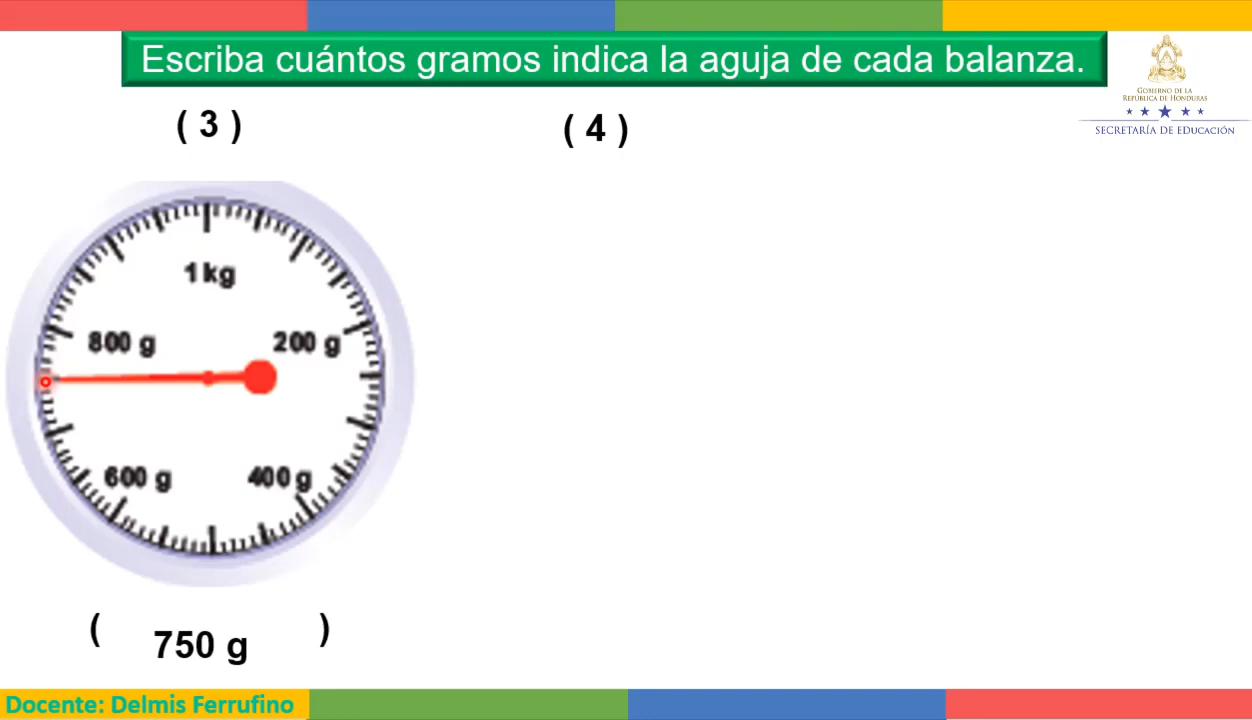 Escriba cuántos gramos indica la aguja de cada balanza.
GOBIERNO DE LA
REPÚBLICA DE HONDURAS
SECRETARÍA DE EDUCACIÓN
( 3 )
( 4 )
1 kg
800 g
200 g
600 g
400 g
( 750 g )
Docente: Delmis Ferrufino